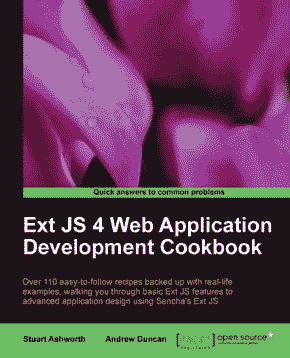 Quick answers to common problems
Ext JS 4 Web Application
Development Cookbook
Over 110 easy-to-follow recipes backed up with real-life
examples, walking you through basic Ext JS features to
advanced application design using Sencha's Ext JS
Stuart Ashworth Andrew Duncan
open source